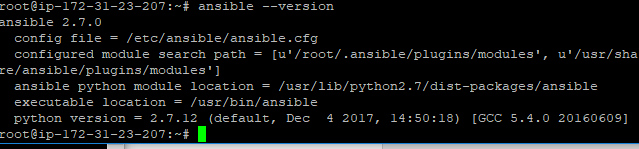 root@ip-172-31-23-207:~# ansible --version
ansible 2.7.0
  config file = /etc/ansible/ansible.cfg
  configured module search path = [u'/root/.ansible/plugins/modules', u'/usr/sha
re/ansible/plugins/modules']
  ansible python module location = /usr/lib/python2.7/dist-packages/ansible
  executable location = /usr/bin/ansible
  python version = 2.7.12 (default, Dec  4 2017, 14:50:18) [GCC 5.4.0 20160609]
root@ip-172-31-23-207:~#